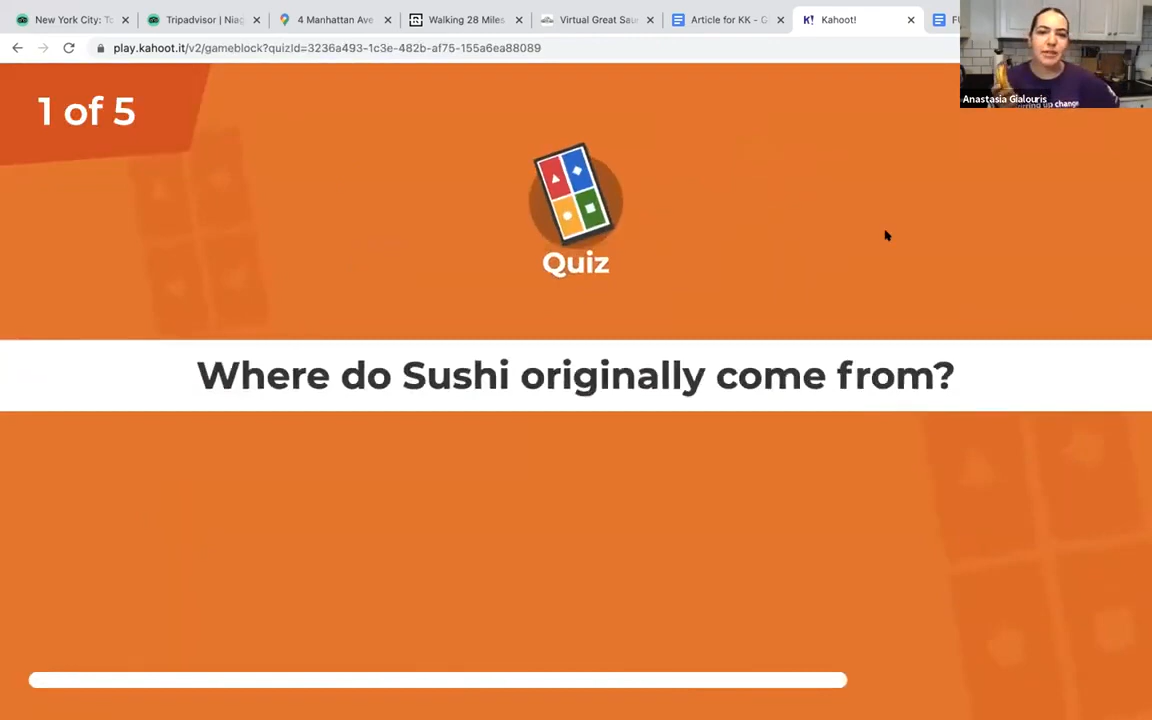 New York City: To
Tripadvisor | Niag
4 Manhattan Ave
Walking 28 Miles
Virtual Great Sau
Article for KK - G
K! Kahoot!
play.kahoot.it/v2/gameblock?quizId=3236a493-1c3e-482b-af75-155a6ea88089
Anastasia Gialouris
1 of 5
Quiz
Where do Sushi originally come from?